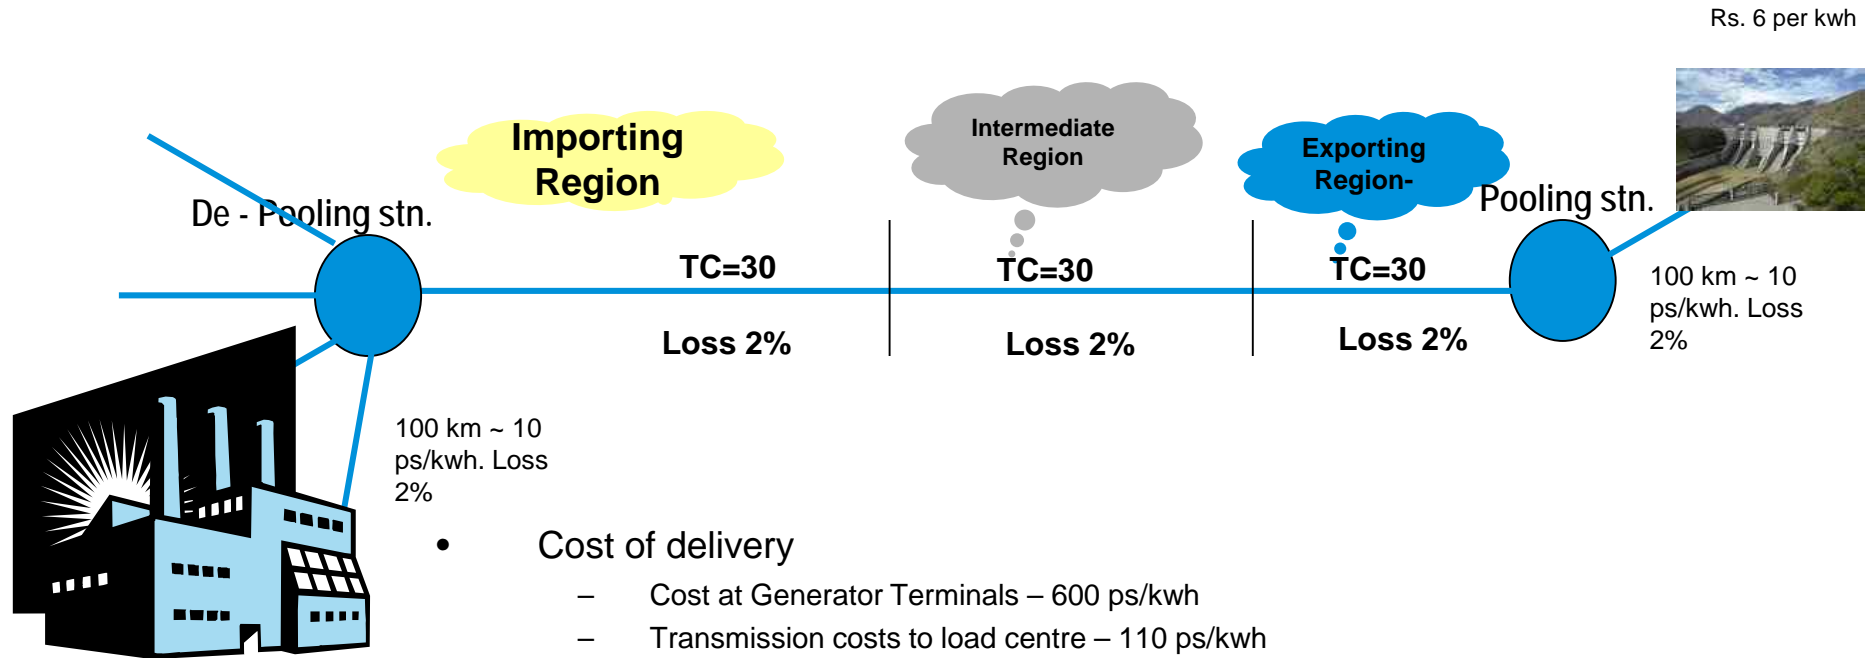 Rs. 6 per kwh
Importing
Region
Intermediate
Region
Exporting
Region-
De - Pooling stn.
Pooling stn.
TC=30
TC=30
TC=30
Loss 2%
Loss 2%
Loss 2%
100 km ~ 10
ps/kwh. Loss
2%
100 km ~ 10
ps/kwh. Loss
2%
• Cost of delivery
– Cost at Generator Terminals – 600 ps/kwh
– Transmission costs to load centre – 110 ps/kwh